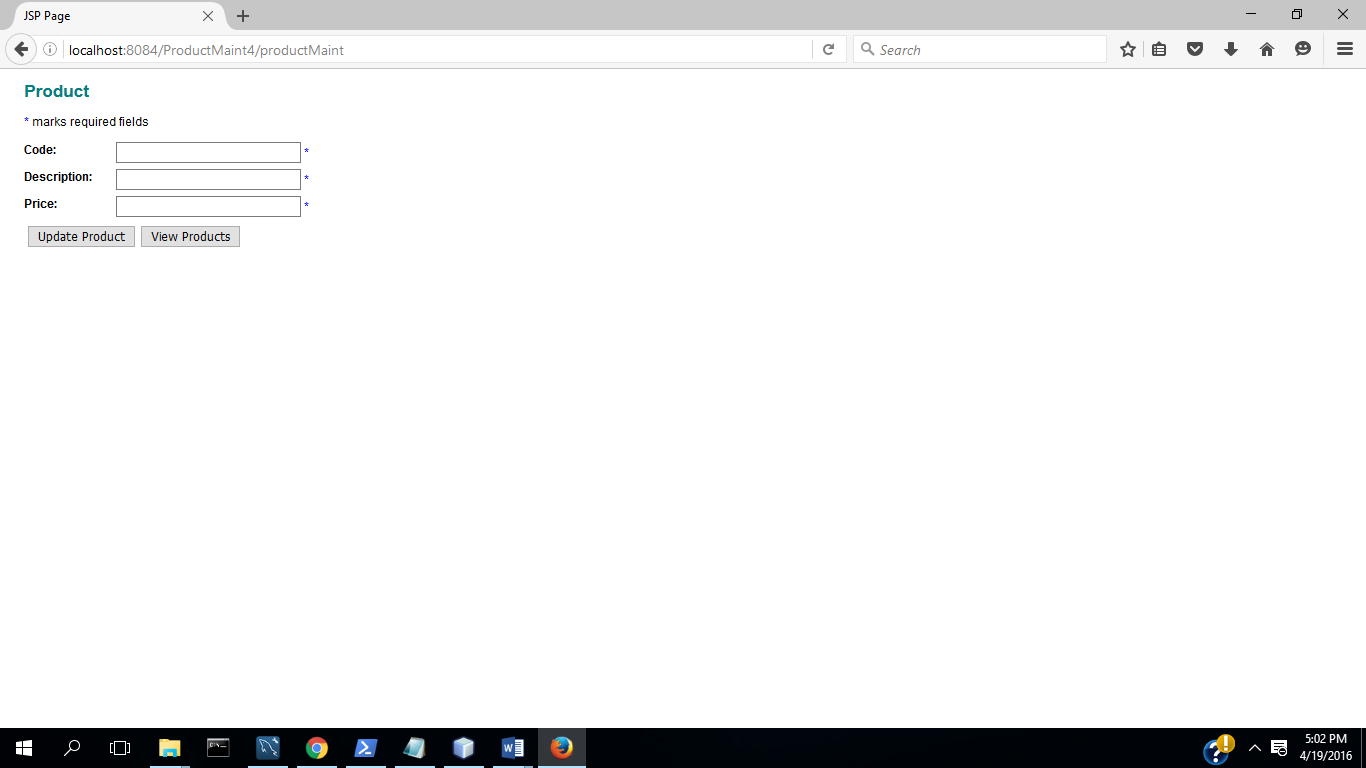 JSP Page
localhost:8084/ProductMaint4/productMaint
Search
Product
* marks required fields
Code: *
Description: *
Price: *
Update Product View Products
5:02 PM
4/19/2016